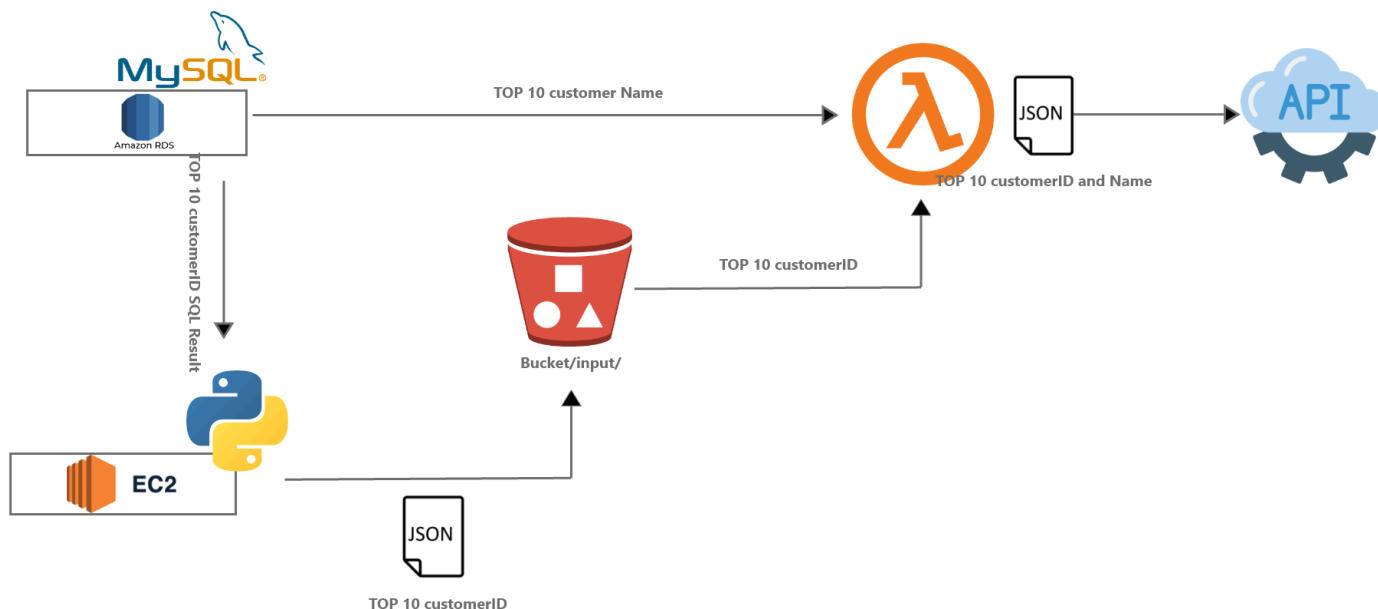 MySQL®
Amazon RDS
TOP 10 customer Name
JSON
API
TOP 10 customerID and Name
TOP 10 customerID SQL Result
TOP 10 customerID
Bucket/input/
EC2
JSON
TOP 10 customerID